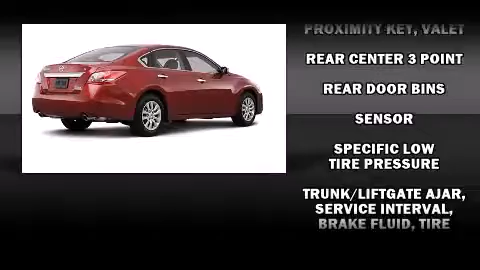 PROXIMITY KEY, VALET
REAR CENTER 3 POINT
REAR DOOR BINS
SENSOR
SPECIFIC LOW
TIRE PRESSURE
TRUNK/LIFTGATE AJAR,
SERVICE INTERVAL,
BRAKE FLUID, TIRE